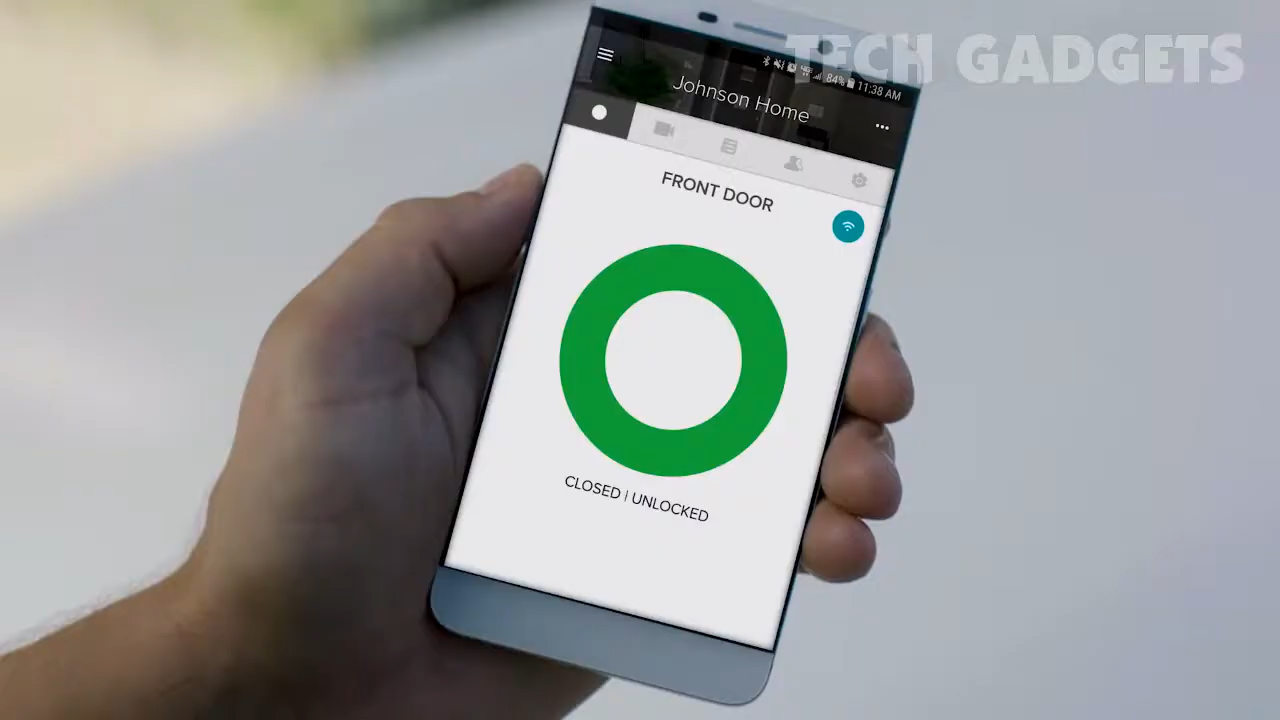 TECH GADGETS
84% 11:38 AM
Johnson Home
FRONT DOOR
CLOSED | UNLOCKED